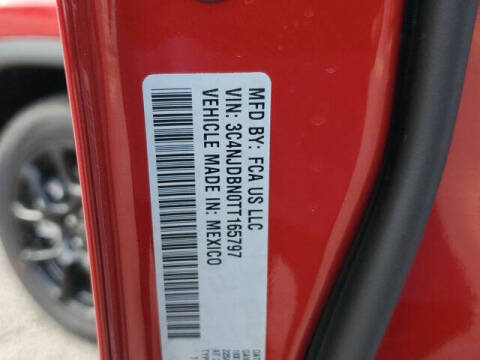 MFD BY: FCA US LLC
VIN: 3C4NJDBN0TT165797
VEHICLE MADE IN: MEXICO